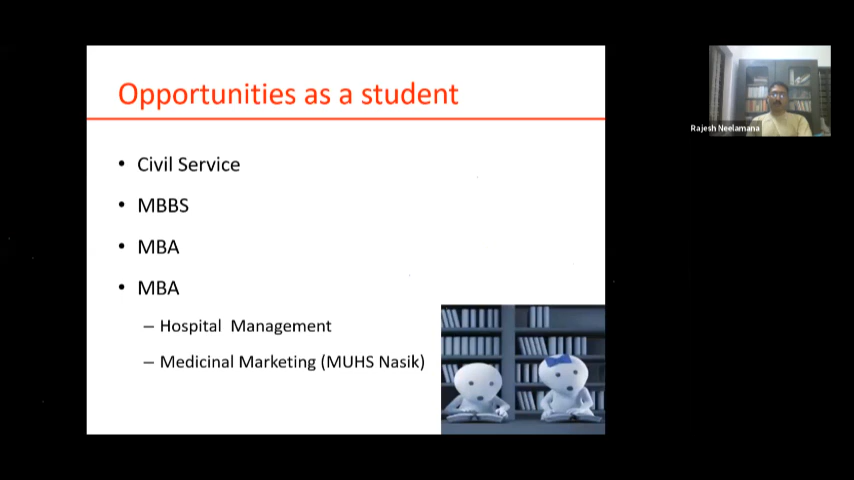 Opportunities as a student
• Civil Service
• MBBS
• MBA
• MBA
– Hospital Management
– Medicinal Marketing (MUHS Nasik)
Rajesh Neelamana